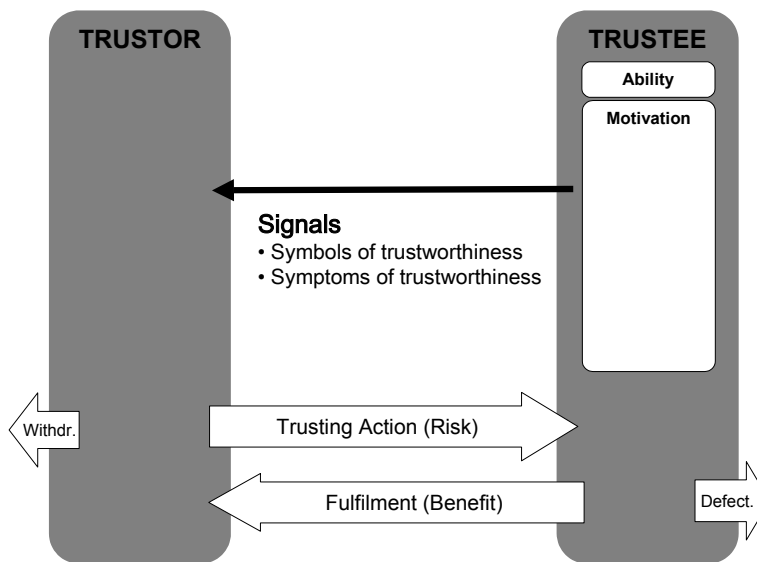 TRUSTOR
TRUSTEE
Ability
Motivation
Signals
• Symbols of trustworthiness
• Symptoms of trustworthiness
Withdr.
Trusting Action (Risk)
Fulfilment (Benefit)
Defect.